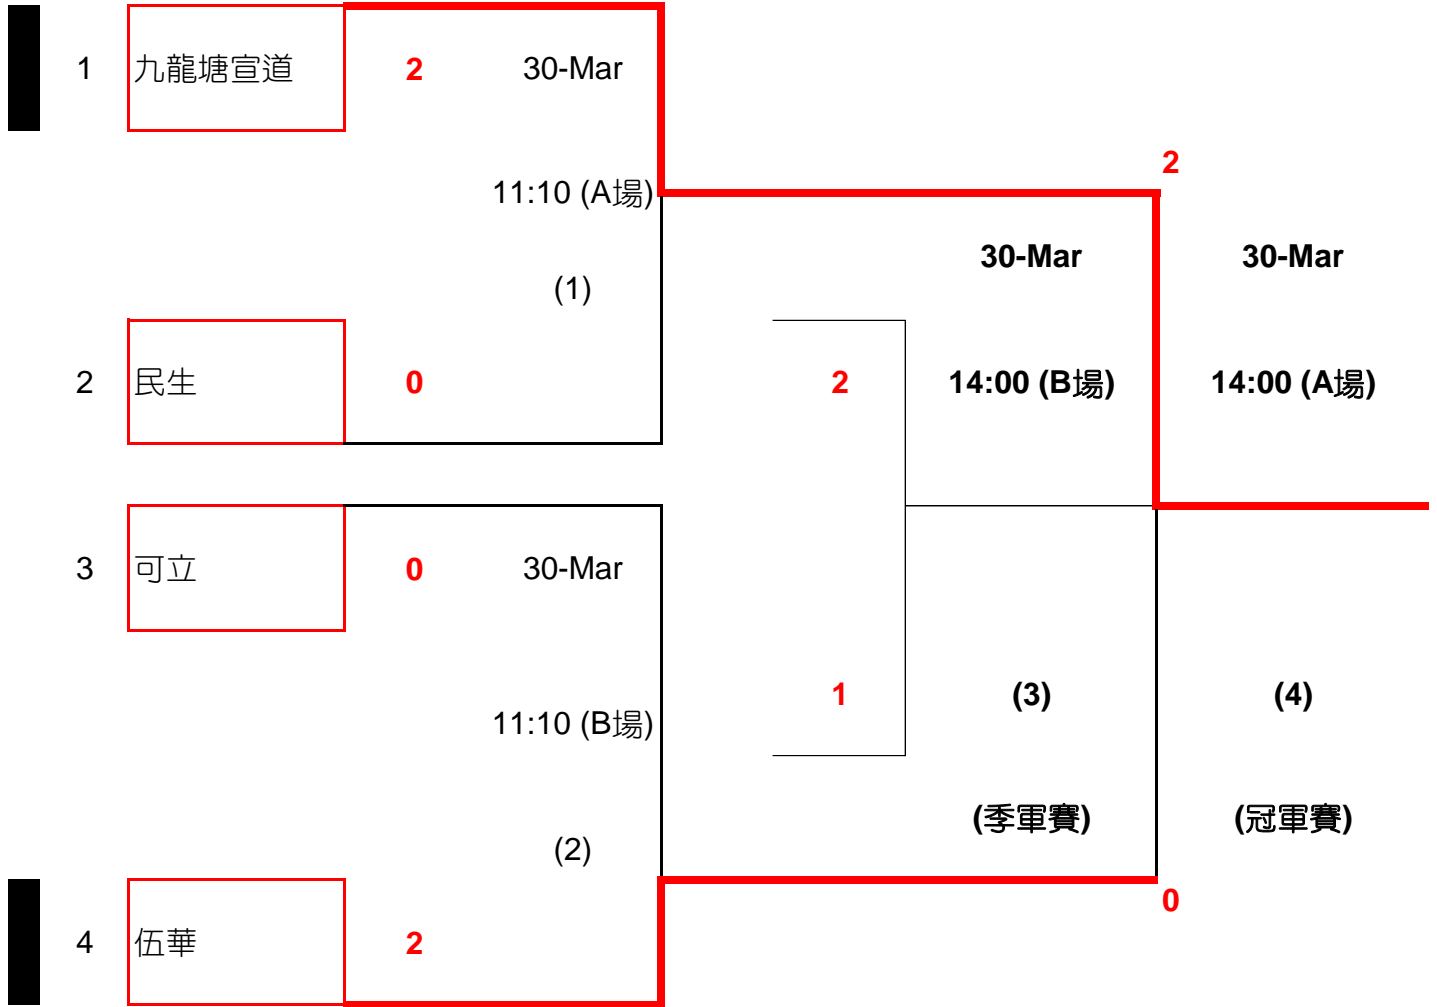 1 九龍塘宣道 2 30-Mar
2
11:10 (A場)
30-Mar 30-Mar
(1)
2 民生 0 2 14:00 (B場) 14:00 (A場)
3 可立 0 30-Mar
1 (3) (4)
11:10 (B場)
(季軍賽) (冠軍賽)
(2)
0
4 伍華 2